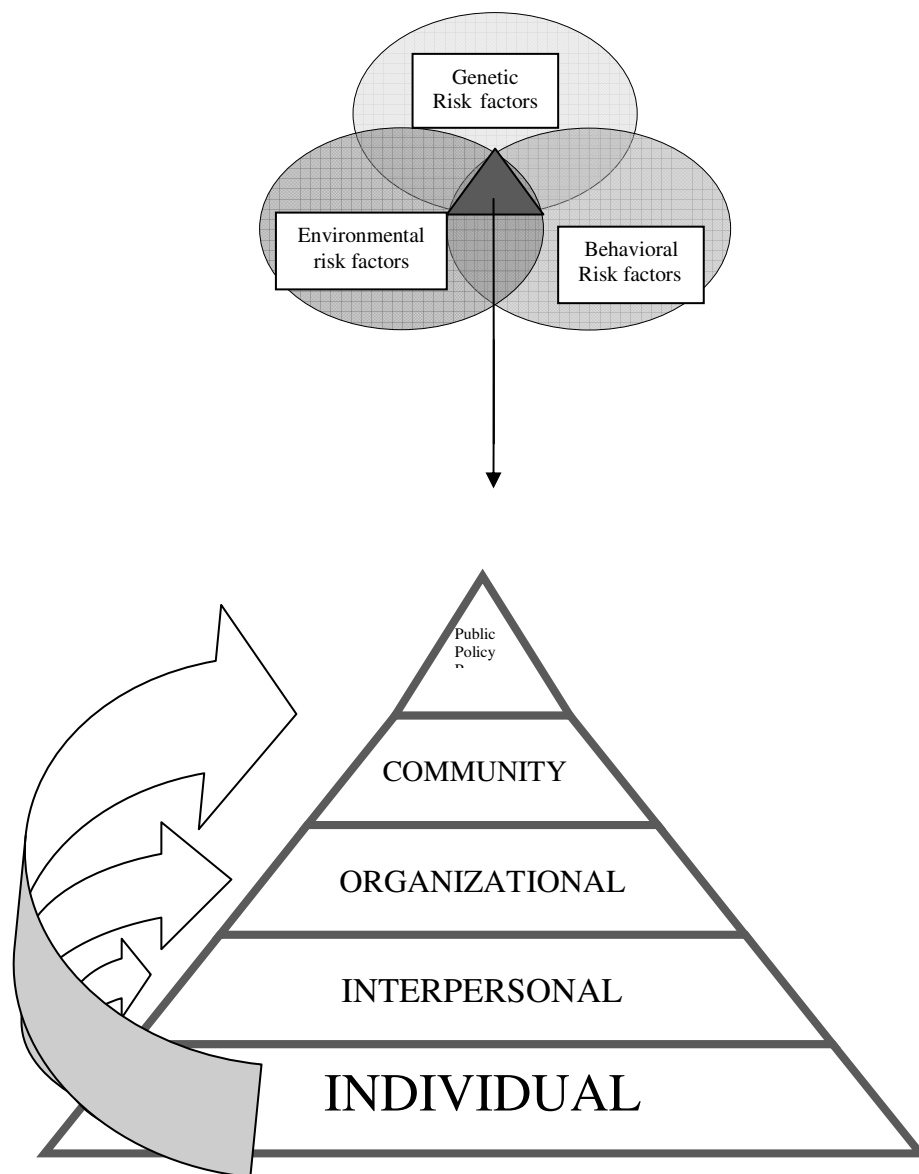 Genetic
Risk factors
Environmental
risk factors
Behavioral
Risk factors
Public
Policy
COMMUNITY
ORGANIZATIONAL
INTERPERSONAL
INDIVIDUAL